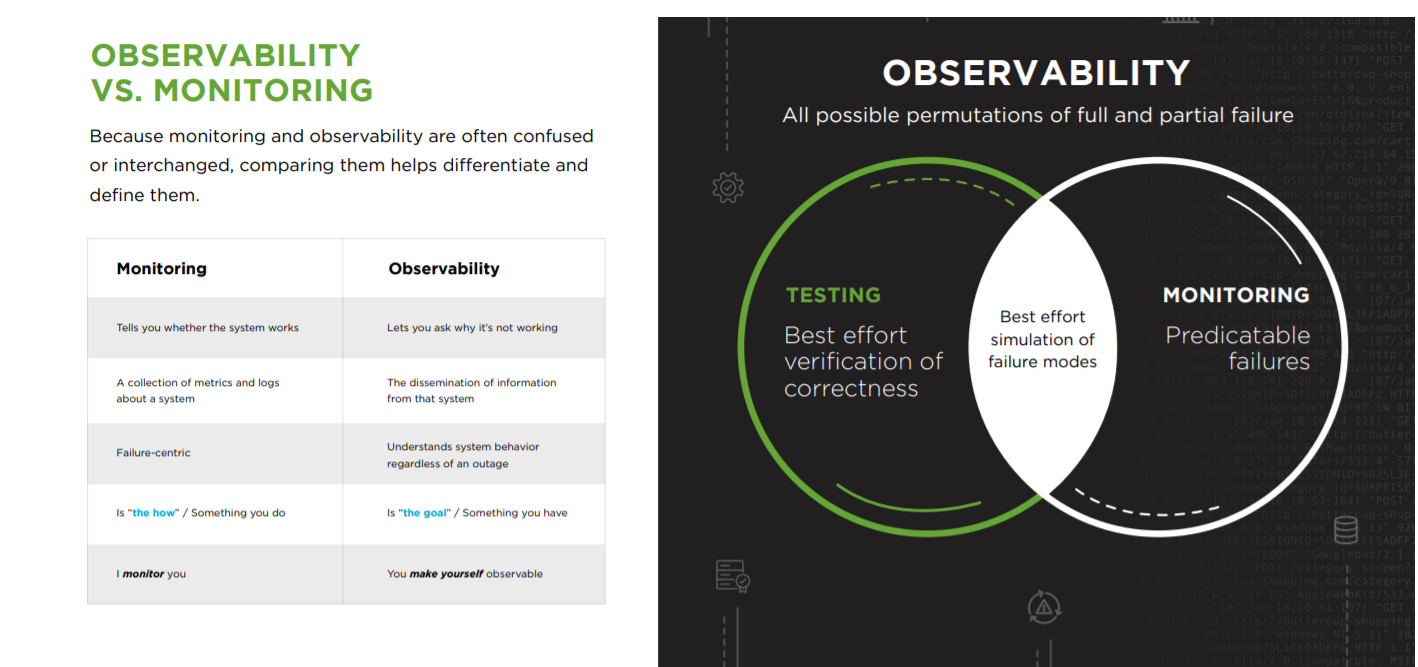 OBSERVABILITY
VS. MONITORING
Because monitoring and observability are often confused
or interchanged, comparing them helps differentiate and
define them.
Monitoring
Observability
Tells you whether the system works
Lets you ask why it's not working
A collection of metrics and logs
about a system
The dissemination of information
from that system
Failure-centric
Understands system behavior
regardless of an outage
Is “the how” / Something you do
Is “the goal” / Something you have
I monitor you
You make yourself observable
OBSERVABILITY
All possible permutations of full and partial failure
TESTING
Best effort
verification of
correctness
Best effort
simulation of
failure modes
MONITORING
Predicatable
failures